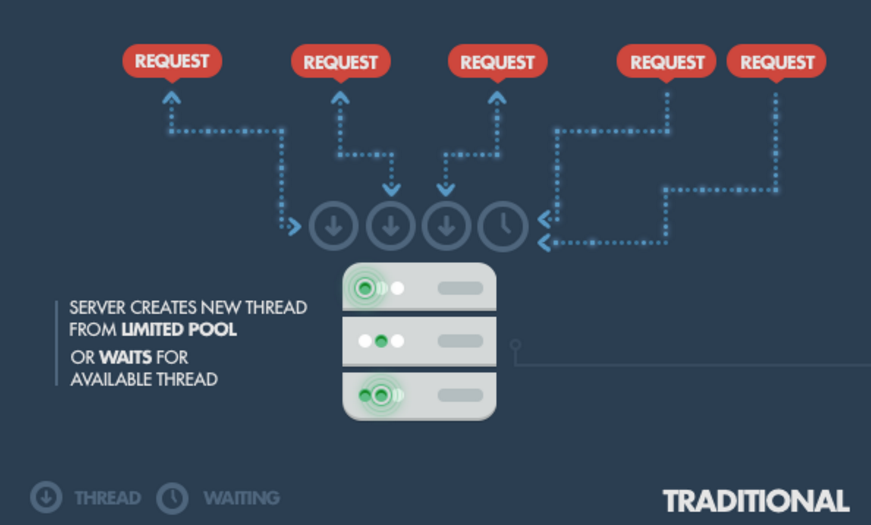 REQUEST
REQUEST
REQUEST
REQUEST
REQUEST
SERVER CREATES NEW THREAD
FROM LIMITED POOL
OR WAITS FOR
AVAILABLE THREAD
THREAD
WAITING
TRADITIONAL